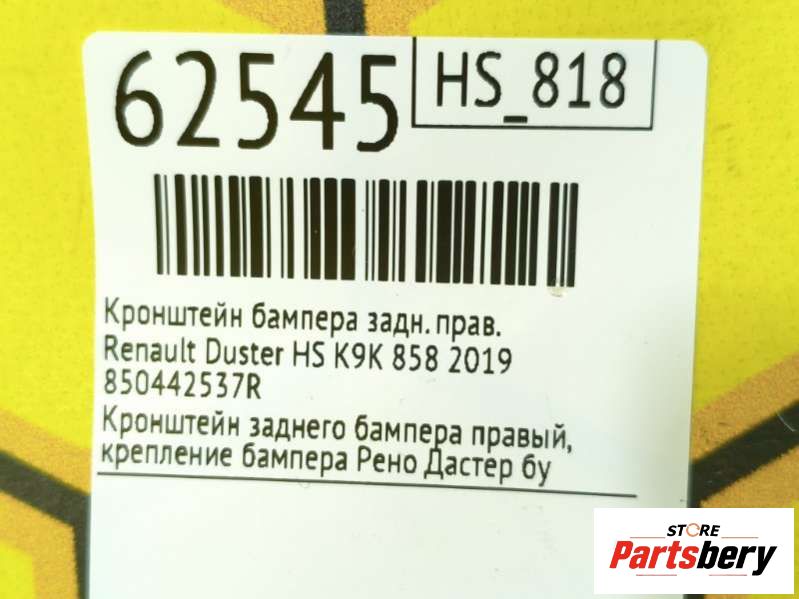 62545
HS_818
Кронштейн бампера задн. прав.
Renault Duster HS K9K 858 2019
850442537R
Кронштейн заднего бампера правый,
крепление бампера Рено Дастер бу
STORE
Partsbery